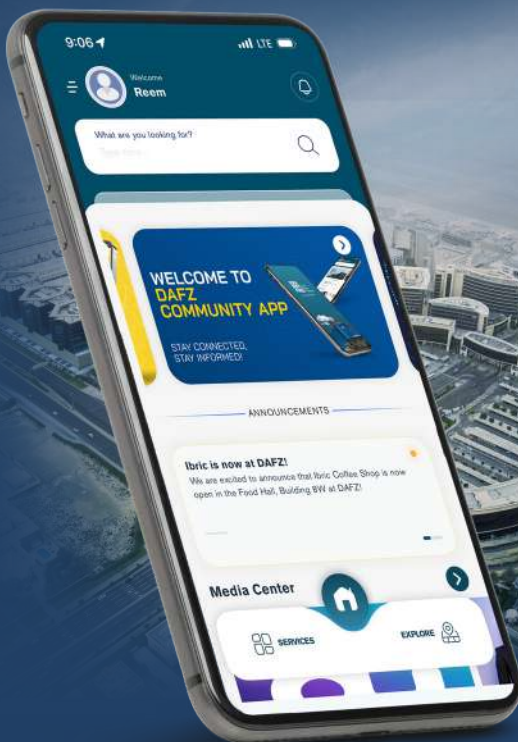 9:06
LTE
Welcome
Reem
What are you looking for?
WELCOME TO
DAFZ
COMMUNITY APP
STAY CONNECTED,
STAY INFORMED!
ANNOUNCEMENTS
Ibric is now at DAFZ!
We are excited to announce that Ibric Coffee Shop is now
open in the Food Hall, Building 8W at DAFZ!
Media Center
SERVICES
EXPLORE